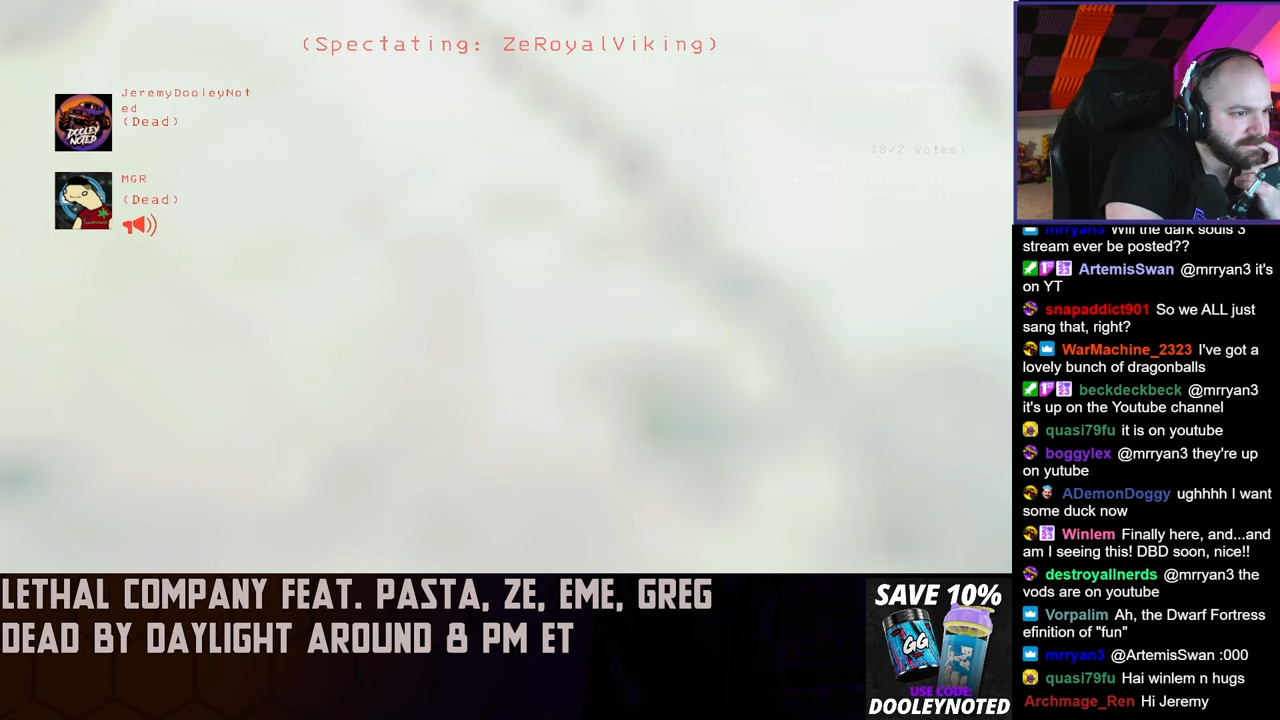 (Spectating: ZeRoyalViking)
JeremyDooleyNot
ed
(Dead)
DOOLEY
NOTED
MGR
(Dead)
(0/2 Votes)
mrryan3 Will the dark souls 3
stream ever be posted??
ArtemisSwan @mrryan3 it's
on YT
snapaddict901 So we ALL just
sang that, right?
WarMachine_2323 I've got a
lovely bunch of dragonballs
beckdeckbeck @mrryan3
it's up on the Youtube channel
quasi79fu it is on youtube
boggylex @mrryan3 they're up
on yutube
ADemonDoggy ughhhh I want
some duck now
Winlem Finally here, and...and
am I seeing this! DBD soon, nice!!
destroyallnerds @mrryan3 the
vods are on youtube
Vorpalim Ah, the Dwarf Fortress
efinition of "fun"
mrryan3 @ArtemisSwan :000
quasi79fu Hai winlem n hugs
Archmage_Ren Hi Jeremy
LETHAL COMPANY FEAT. PASTA, ZE, EME, GREG
DEAD BY DAYLIGHT AROUND 8 PM ET
SAVE 10%
GG
USE CODE:
DOOLEYNOTED